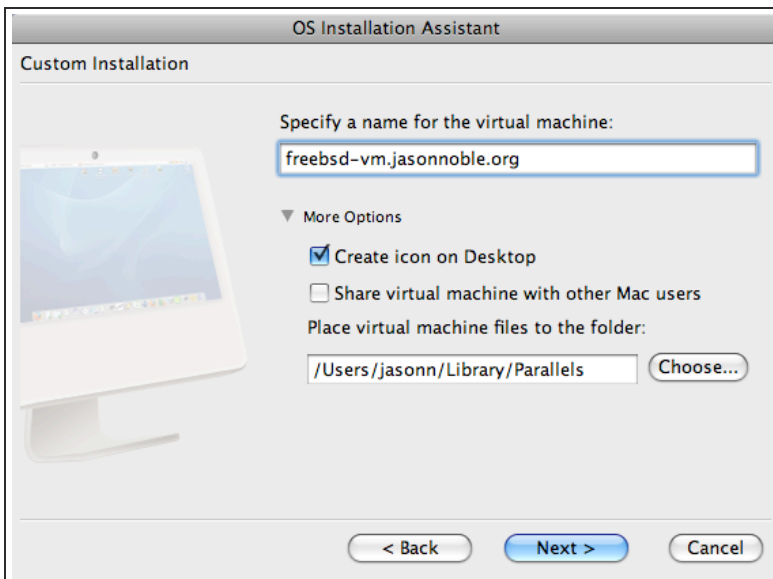 OS Installation Assistant
Custom Installation
Specify a name for the virtual machine:
freebsd-vm.jasonnoble.org
More Options
Create icon on Desktop
Share virtual machine with other Mac users
Place virtual machine files to the folder:
/Users/jasonn/Library/Parallels
Choose...
< Back
Next >
Cancel